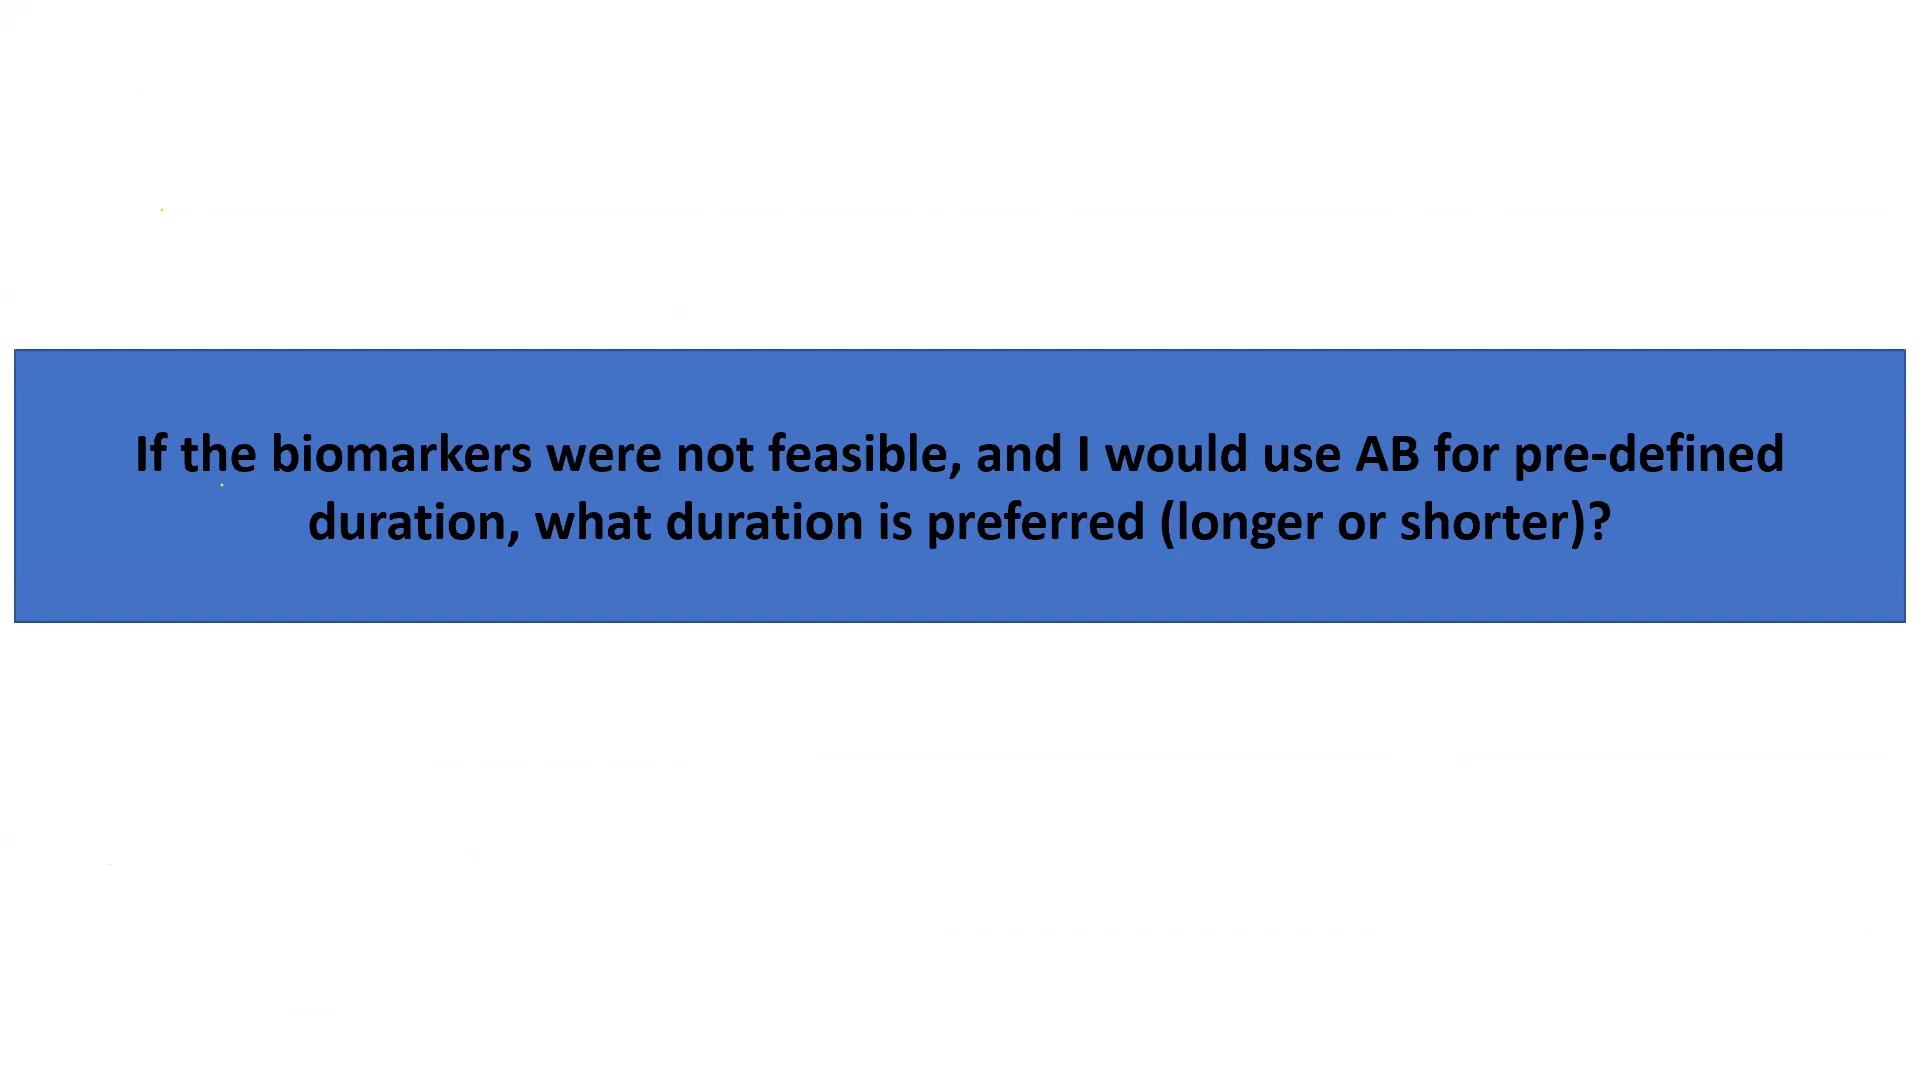 If the biomarkers were not feasible, and I would use AB for pre-defined
duration, what duration is preferred (longer or shorter)?